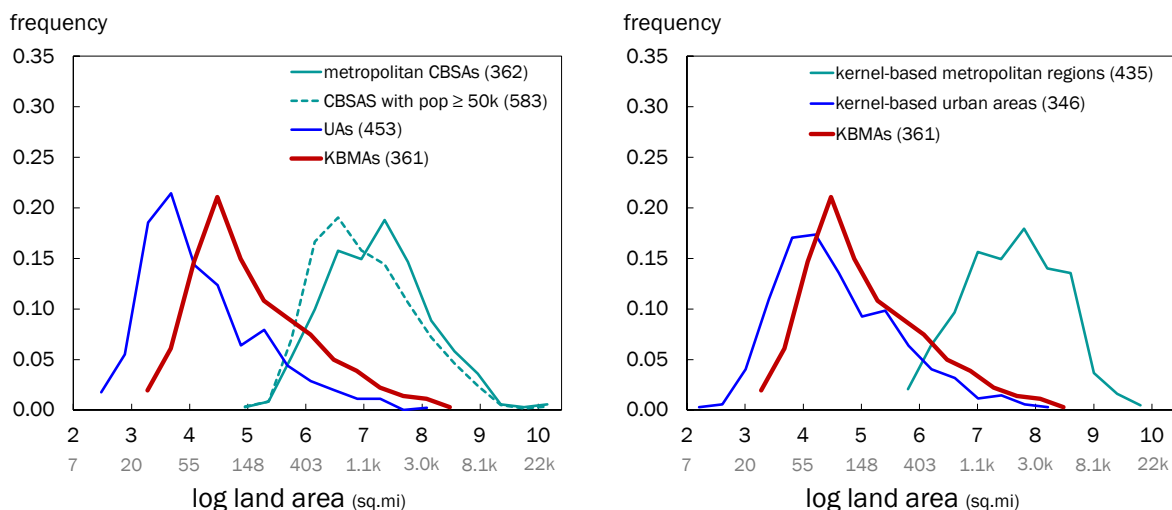 frequency
0.35
0.30
0.25
0.20
0.15
0.10
0.05
0.00
metropolitan CBSAs (362)
CBSAS with pop ≥ 50k (583)
UAs (453)
KBMAs (361)
2 3 4 5 6 7 8 9 10
7 20 55 148 403 1.1k 3.0k 8.1k 22k
log land area (sq.mi)
frequency
0.35
0.30
0.25
0.20
0.15
0.10
0.05
0.00
kernel-based metropolitan regions (435)
kernel-based urban areas (346)
KBMAs (361)
2 3 4 5 6 7 8 9 10
7 20 55 148 403 1.1k 3.0k 8.1k 22k
log land area (sq.mi)